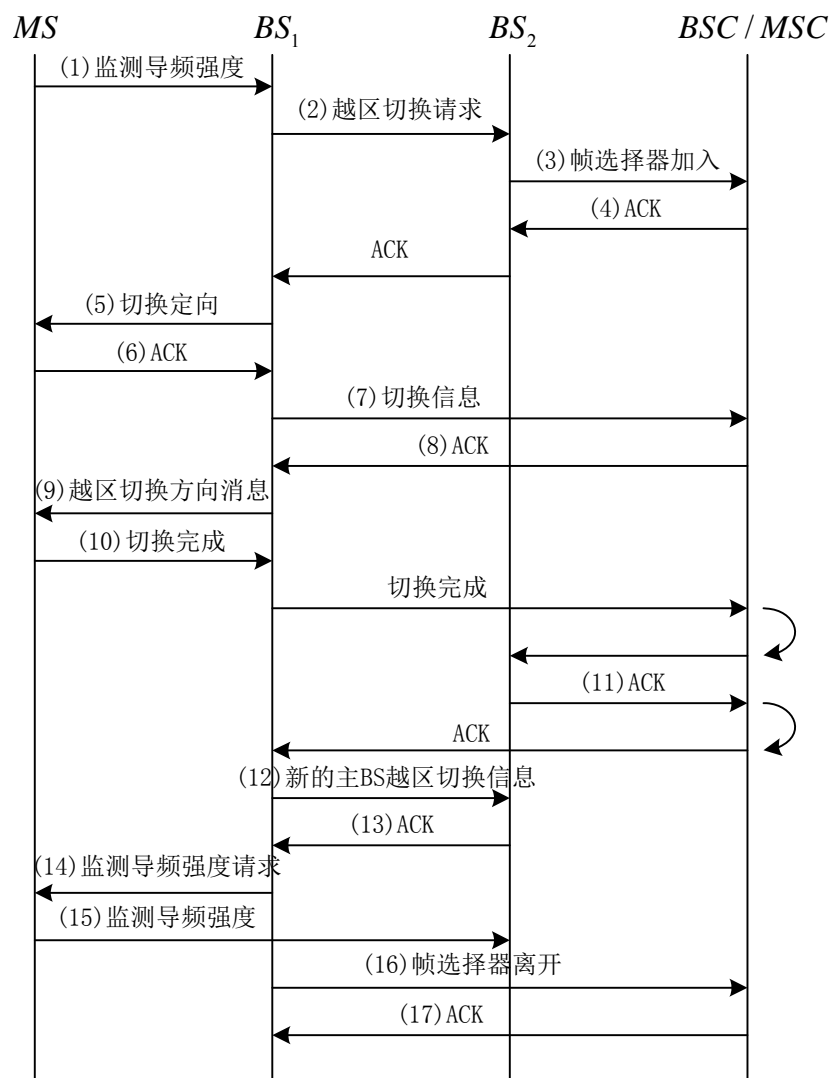 MS BS₁ BS₂ BSC / MSC
(1)监测导频强度
(2)越区切换请求
(3)帧选择器加入
(4)ACK
ACK
(5)切换定向
(6)ACK
(7)切换信息
(8)ACK
(9)越区切换方向消息
(10)切换完成
切换完成
(11)ACK
ACK
(12)新的主BS越区切换信息
(13)ACK
(14)监测导频强度请求
(15)监测导频强度
(16)帧选择器离开
(17)ACK